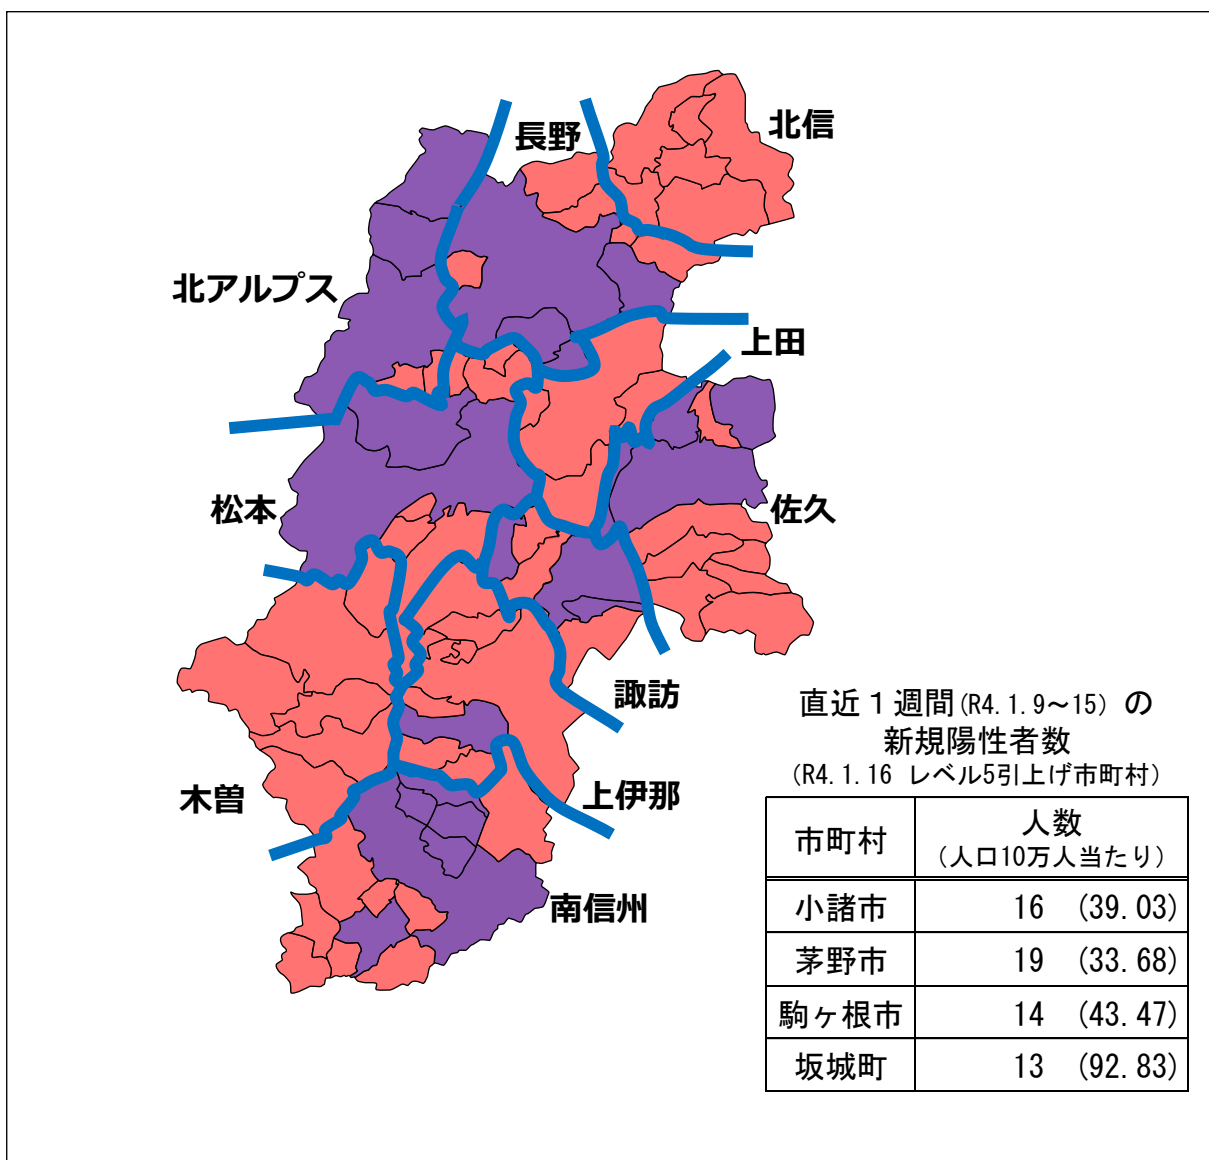 長野
北信
北アルプス
上田
松本
佐久
諏訪
木曽
上伊那
南信州
直近１週間(R4.1.9～15) の
新規陽性者数
(R4.1.16 レベル5引上げ市町村)
市町村 人数
(人口10万人当たり)
小諸市 16 (39.03)
茅野市 19 (33.68)
駒ヶ根市 14 (43.47)
坂城町 13 (92.83)